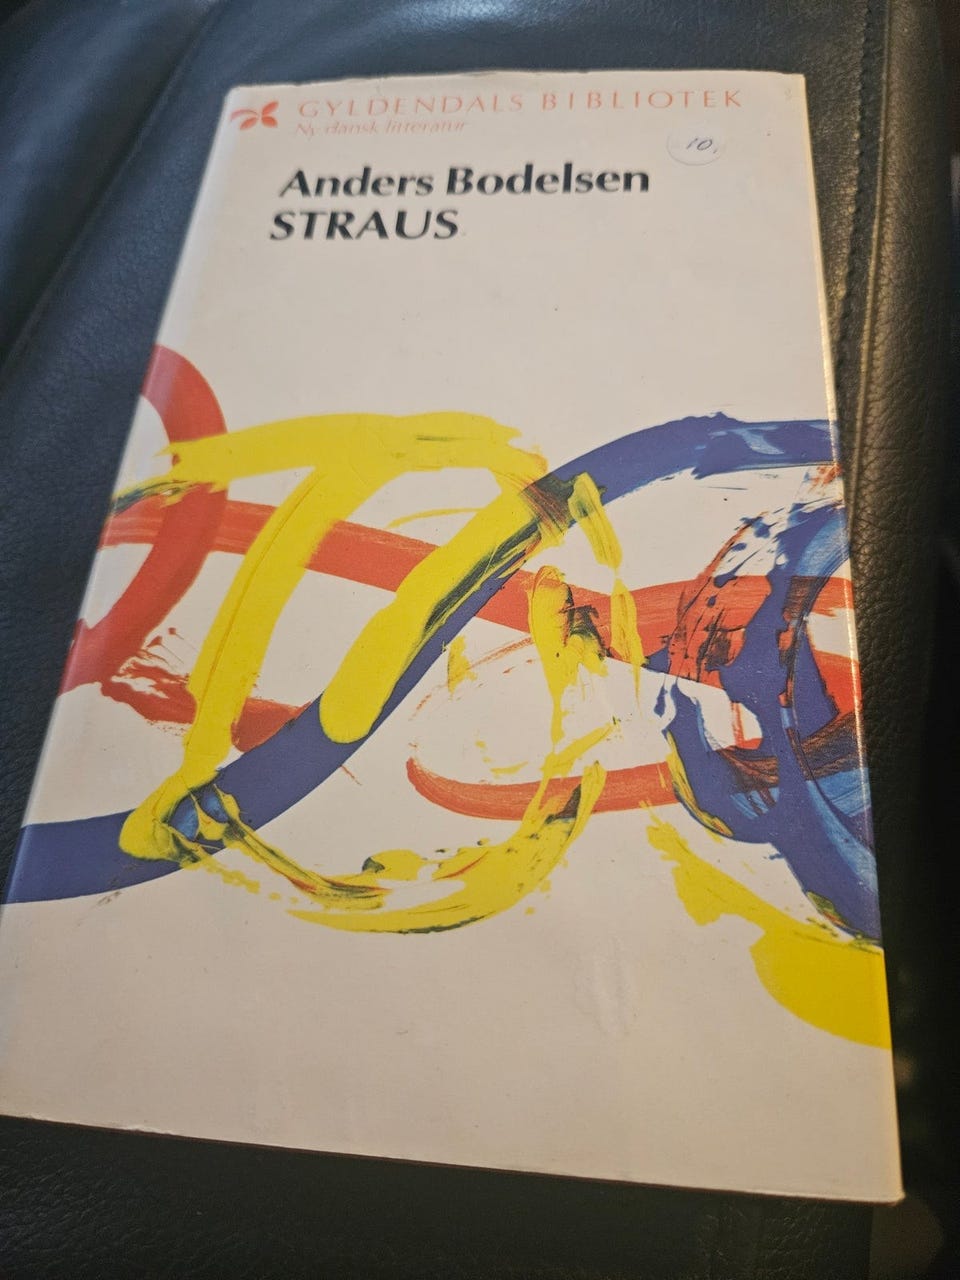 GYLDENDALS BIBLIOTEK
Ny dansk litteratur
10,
Anders Bodelsen
STRAUS